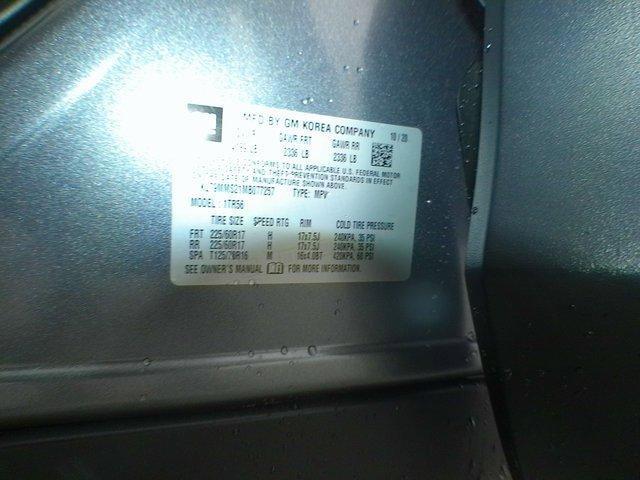 gm
MFD BY GM KOREA COMPANY 10/20
GAWR FRT GAWR RR
2336 LB 2336 LB
CONFORMS TO ALL APPLICABLE U.S. FEDERAL MOTOR
AND THEFT PREVENTION STANDARDS IN EFFECT
OF MANUFACTURE SHOWN ABOVE.
TYPE: MPV
MODEL: 1TR56
TIRE SIZE SPEED RTG RIM COLD TIRE PRESSURE
FRT 225/60R17 H 17x7.5J 240KPA, 35 PSI
RR 225/60R17 H 17x7.5J 240KPA, 35 PSI
SPA T125/70R16 M 16x4.0BT 420KPA, 60 PSI
SEE OWNER'S MANUAL FOR MORE INFORMATION.